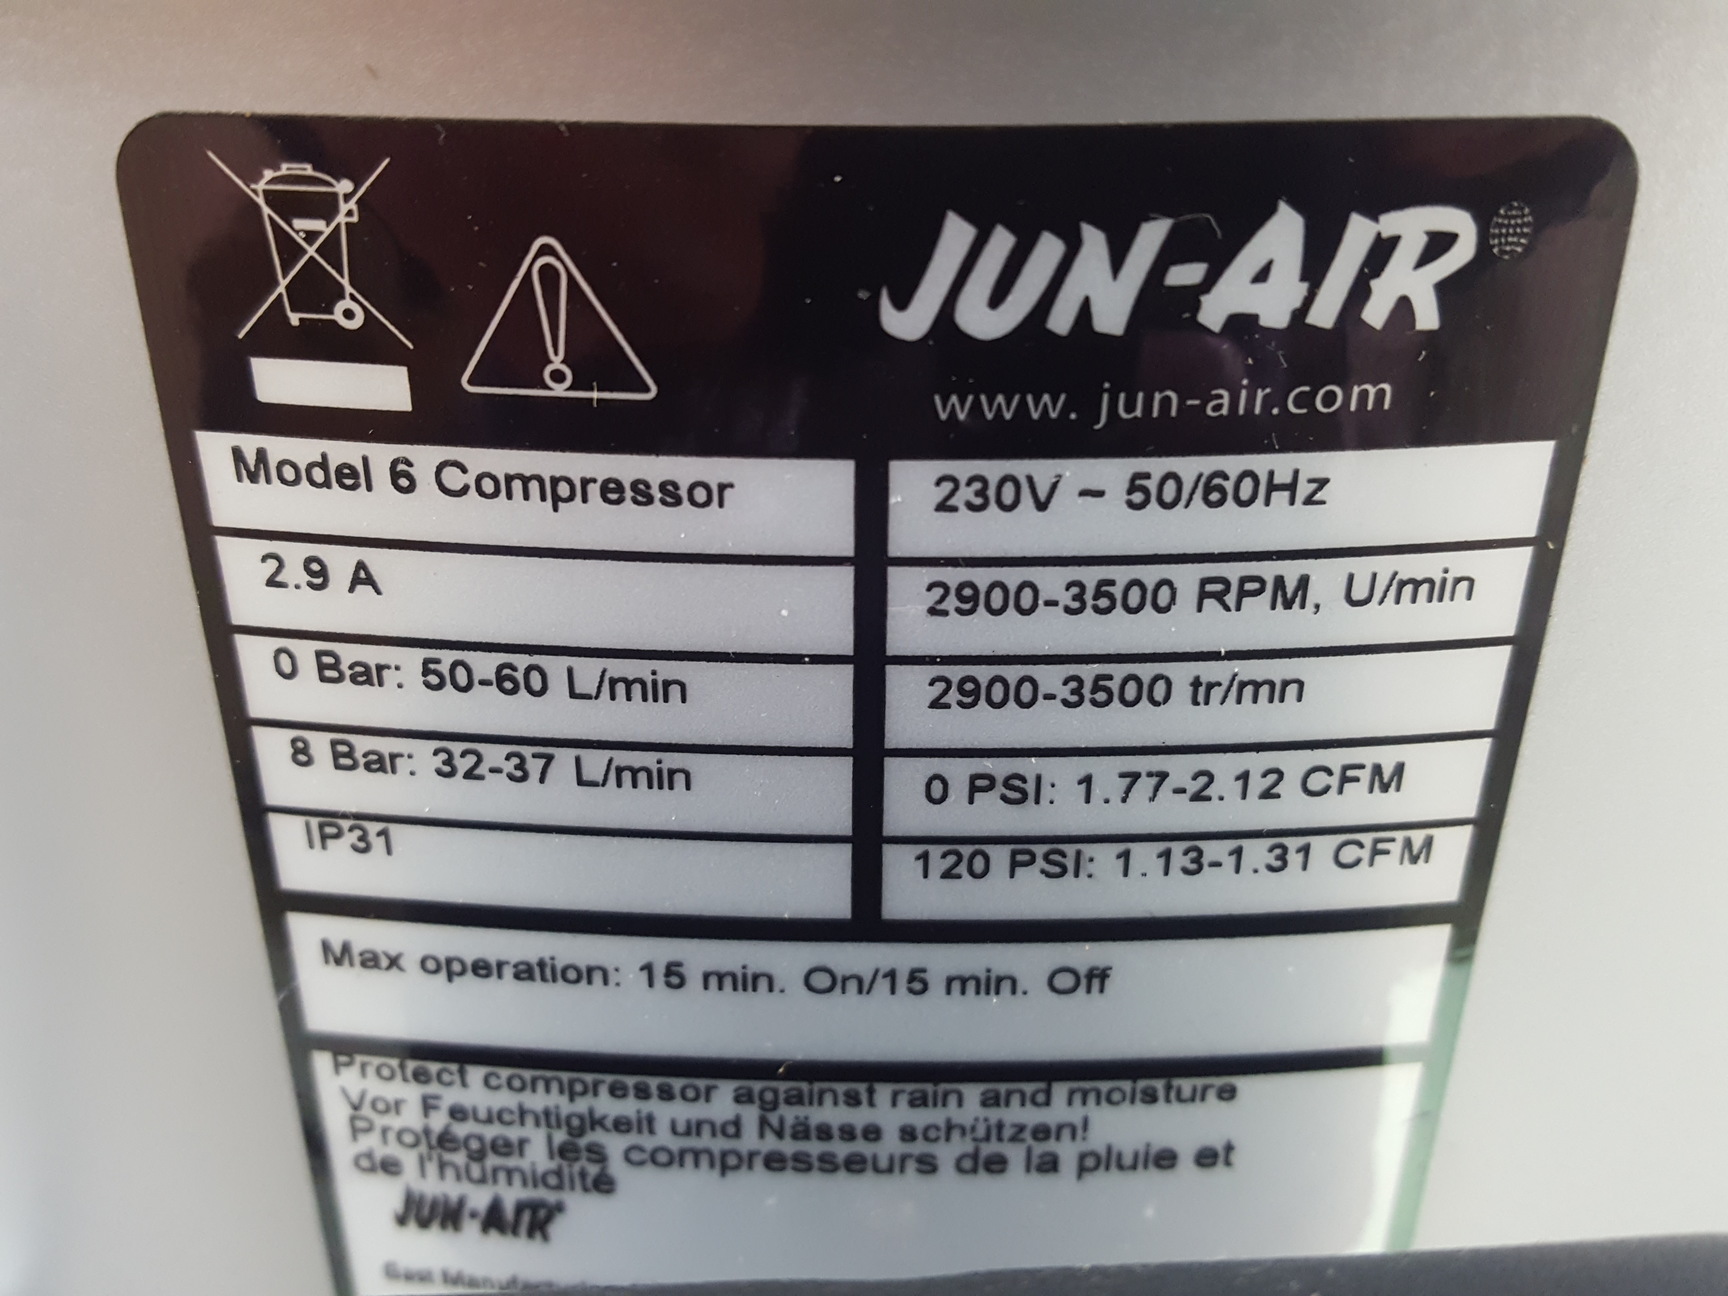 JUN-AIR
www.jun-air.com
Model 6 Compressor
230V ~ 50/60Hz
2.9 A
2900-3500 RPM, U/min
0 Bar: 50-60 L/min
2900-3500 tr/mn
8 Bar: 32-37 L/min
0 PSI: 1.77-2.12 CFM
IP31
120 PSI: 1.13-1.31 CFM
Max operation: 15 min. On/15 min. Off
Protect compressor against rain and moisture
Vor Feuchtigkeit und Nässe schützen!
Protéger les compresseurs de la pluie et
de l'humidité
JUN-AIR®
Gast